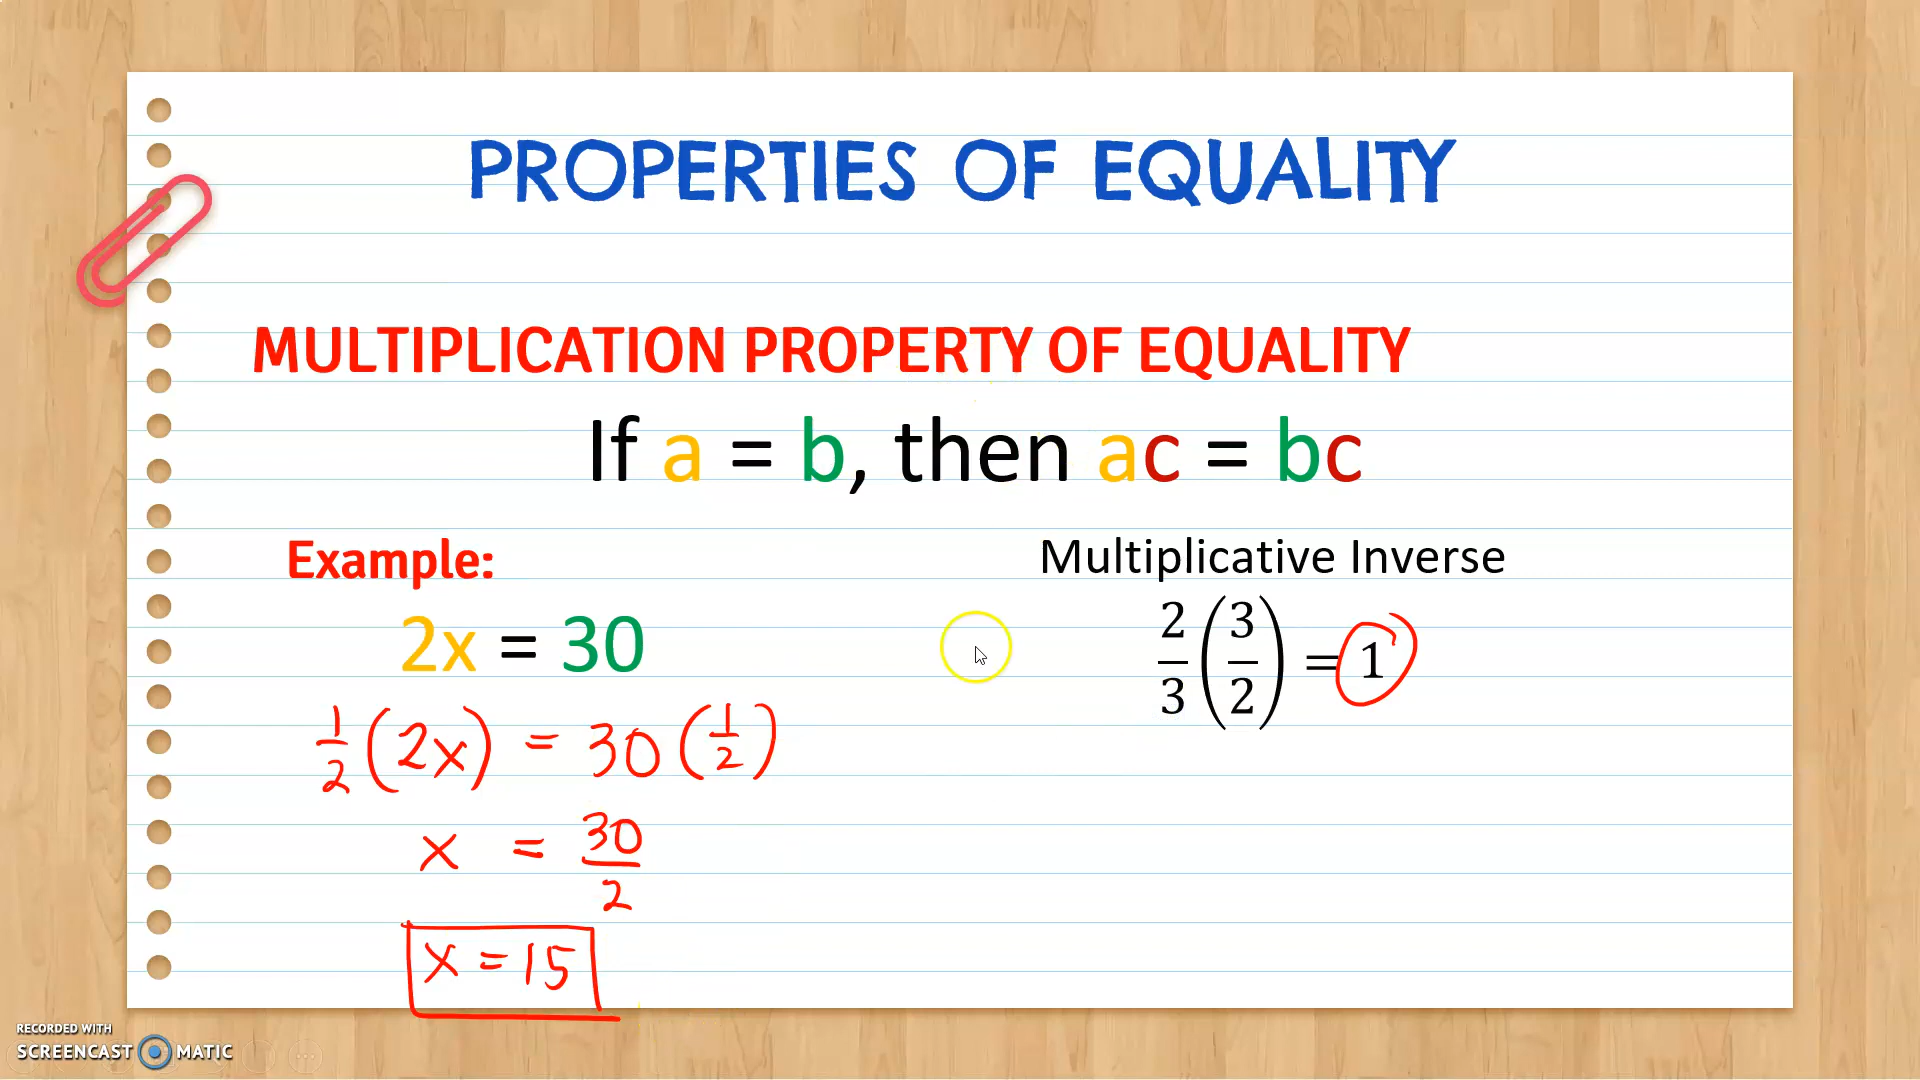 PROPERTIES OF EQUALITY
MULTIPLICATION PROPERTY OF EQUALITY
If a = b, then ac = bc
Example:
2x = 30
1/2 (2x) = 30 (1/2)
x = 30/2
x = 15
Multiplicative Inverse
2/3 (3/2) = 1
RECORDED WITH
SCREENCAST MATIC